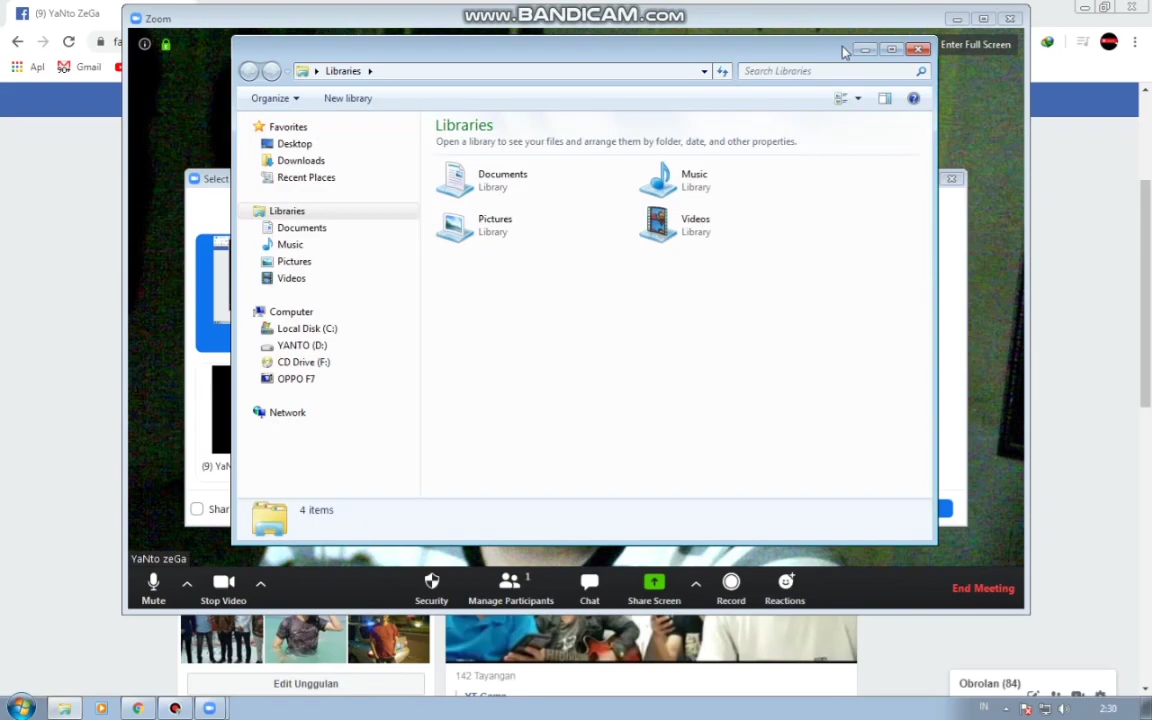 (9) YaNto ZeGa
Zoom
www.BANDICAM.com
Enter Full Screen
Libraries
Search Libraries
Apl
Gmail
Organize
New library
Favorites
Desktop
Downloads
Recent Places
Libraries
Documents
Music
Pictures
Videos
Computer
Local Disk (C:)
YANTO (D:)
CD Drive (F:)
OPPO F7
Network
Libraries
Open a library to see your files and arrange them by folder, date, and other properties.
Documents
Library
Music
Library
Pictures
Library
Videos
Library
4 items
Select
(9) YaN
Shar
YaNto zeGa
Mute
Stop Video
Security
1
Manage Participants
Chat
Share Screen
Record
Reactions
End Meeting
Edit Unggulan
142 Tayangan
Obrolan (84)
IN
2:30